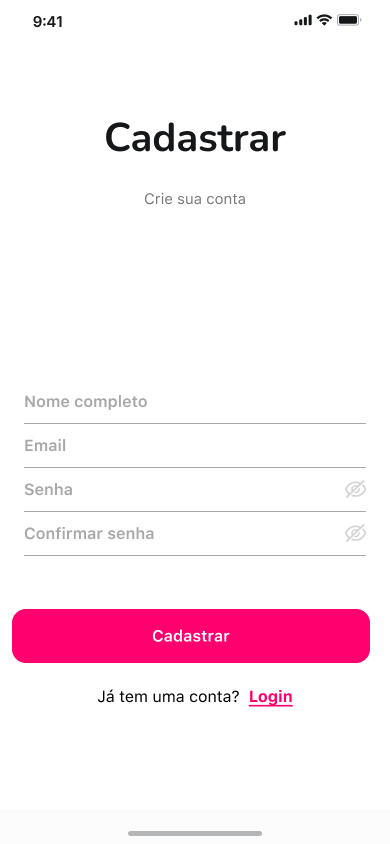 9:41
Cadastrar
Crie sua conta
Nome completo
Email
Senha
Confirmar senha
Cadastrar
Já tem uma conta? Login